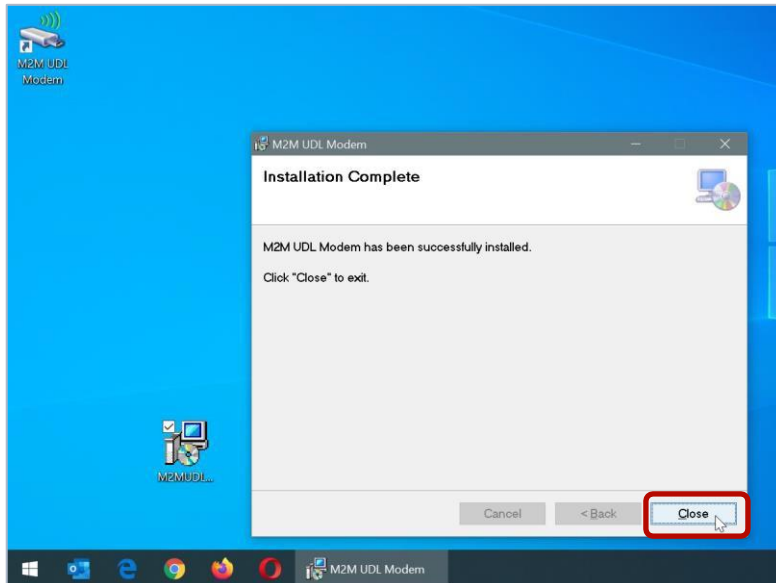 M2M UDL
Modem
M2M UDL Modem
Installation Complete
M2M UDL Modem has been successfully installed.
Click "Close" to exit.
M2MUDL...
Cancel
< Back
Close
M2M UDL Modem